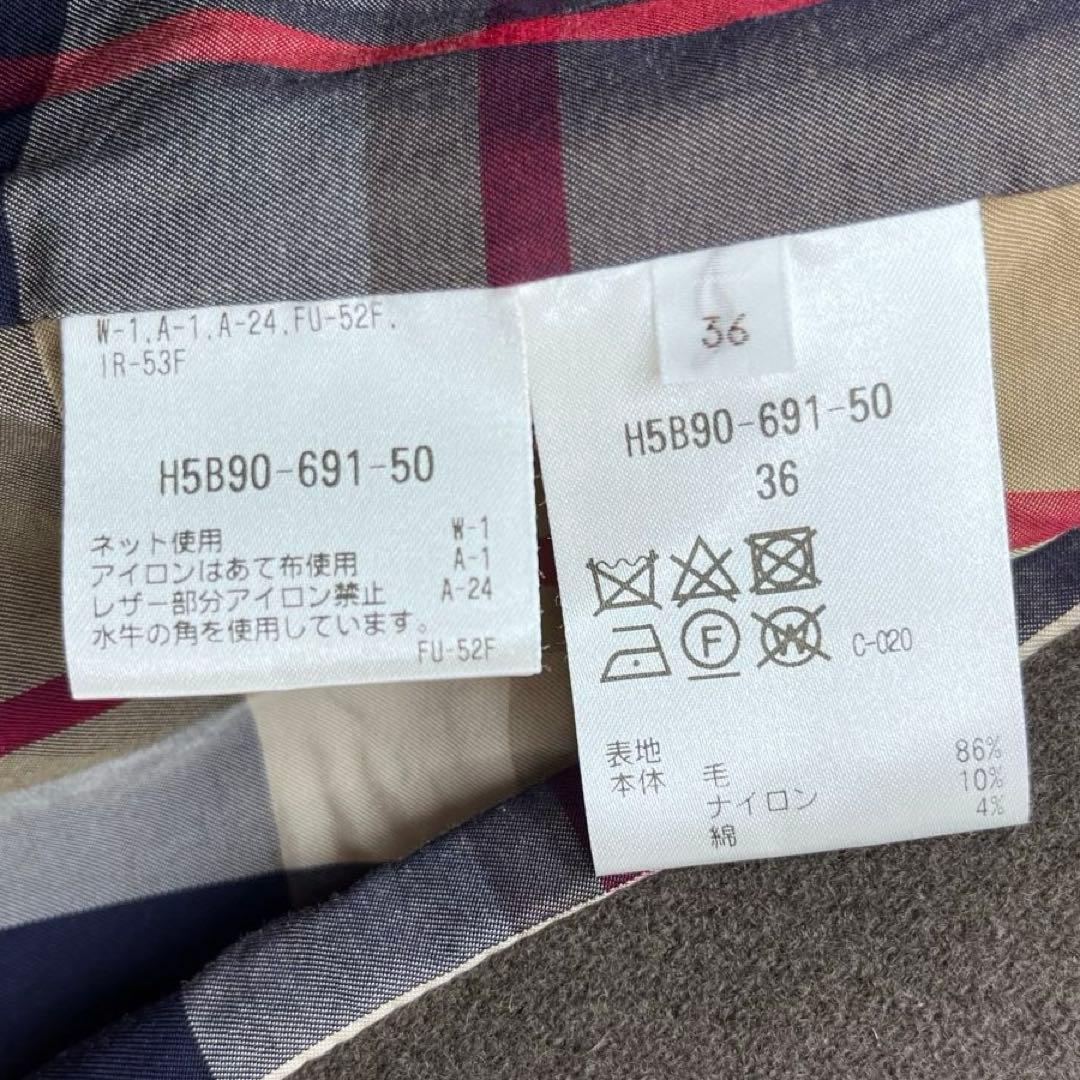 W-1,A-1,A-24,FU-52F,
IR-53F
H5B90-691-50
ネット使用 W-1
アイロンはあて布使用 A-1
レザー部分アイロン禁止 A-24
水牛の角を使用しています。
FU-52F
36
H5B90-691-50
36
F
W
C-020
表地
本体 毛 86%
ナイロン 10%
綿 4%